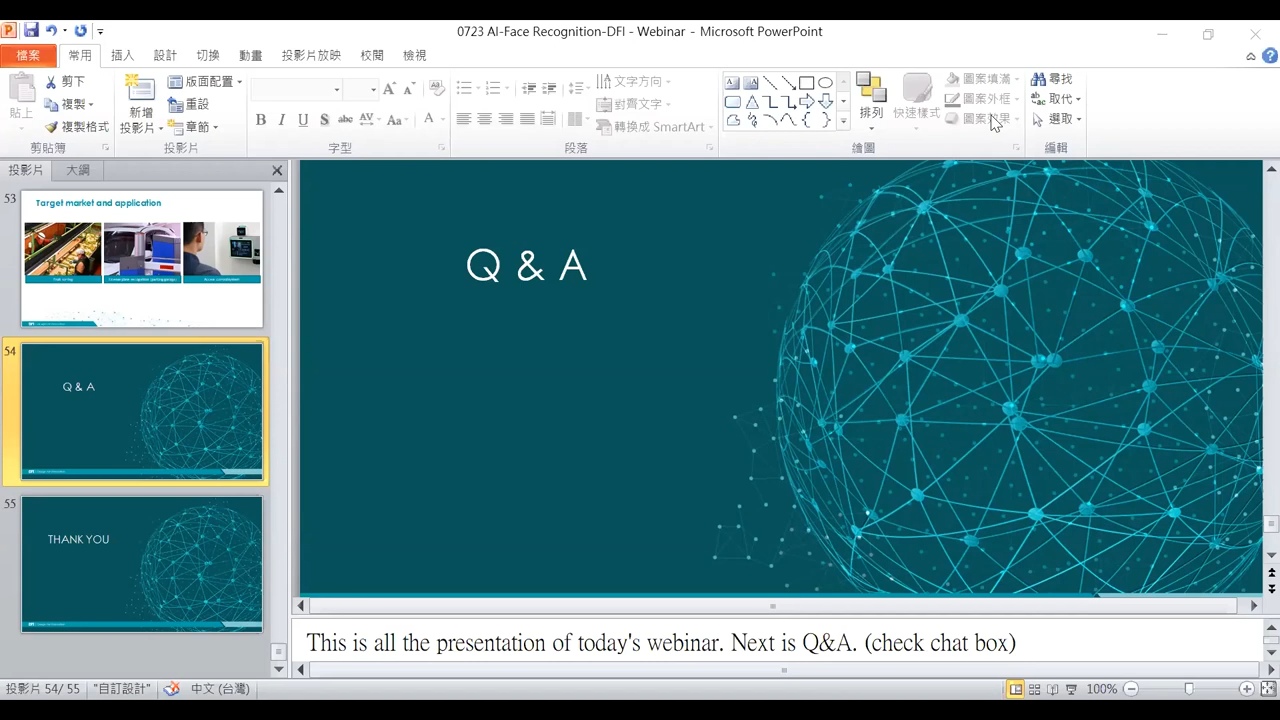 0723 AI-Face Recognition-DFI - Webinar - Microsoft PowerPoint
檔案 常用 插入 設計 切換 動畫 投影片放映 校閱 檢視
貼上
剪下
複製
複製格式
剪貼簿
新增
投影片
版面配置
重設
章節
投影片
B I U S abc AV Aa A
字型
文字方向
對齊文字
轉換成 SmartArt
段落
排列
快速樣式
圖案填滿
圖案外框
繪圖
尋找
取代
選取
編輯
投影片 大綱
53
Target market and application
54
Q & A
55
THANK YOU
Q & A
This is all the presentation of today's webinar. Next is Q&A. (check chat box)
投影片 54/ 55 "自訂設計" 中文 (台灣) 100%